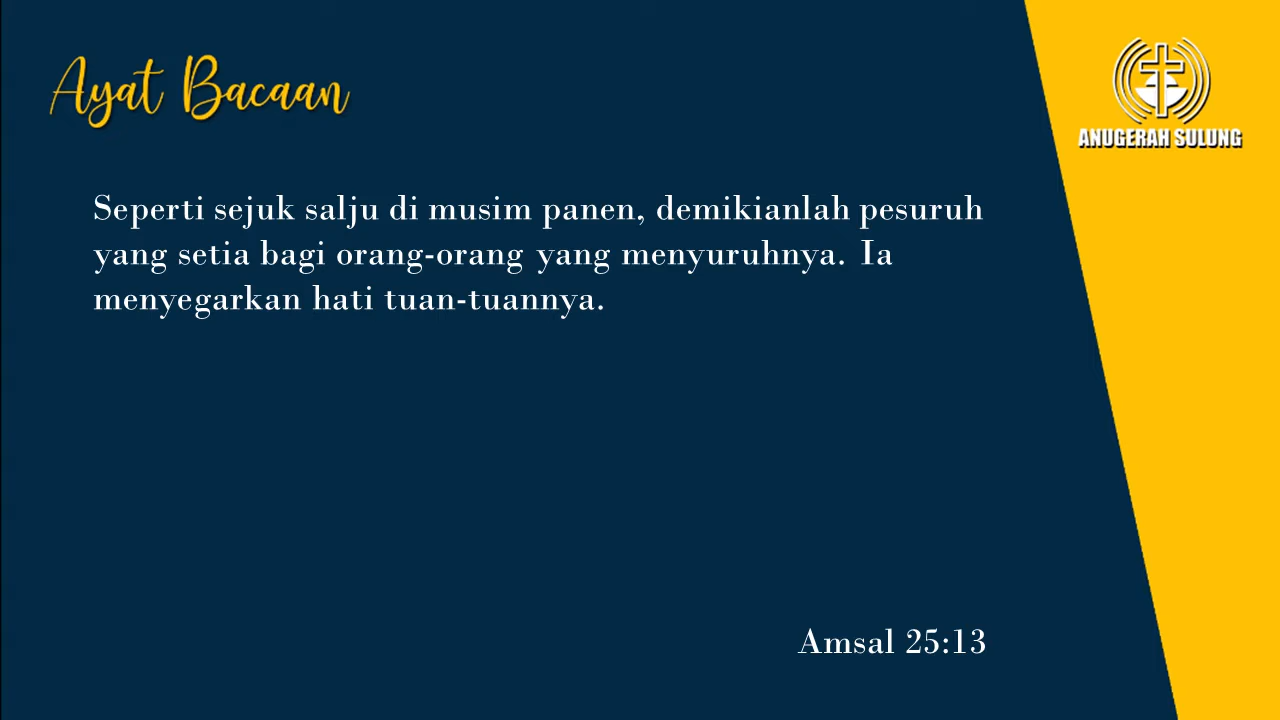 Ayat Bacaan
ANUGERAH SULUNG
Seperti sejuk salju di musim panen, demikianlah pesuruh
yang setia bagi orang-orang yang menyuruhnya. Ia
menyegarkan hati tuan-tuannya.
Amsal 25:13